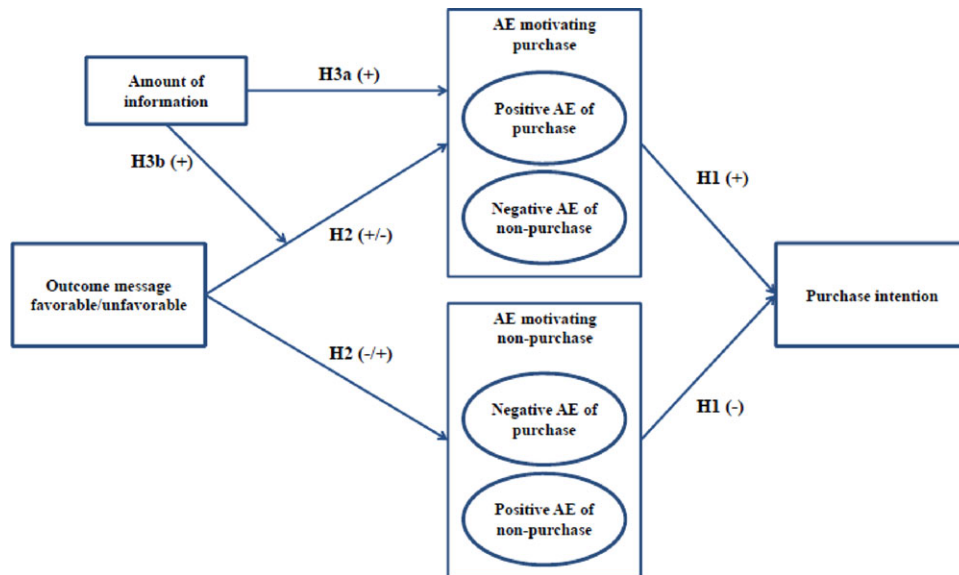 AE motivating
purchase
Amount of
information
H3a (+)
Positive AE of
purchase
H3b (+)
H1 (+)
Negative AE of
non-purchase
H2 (+/-)
Outcome message
favorable/unfavorable
Purchase intention
AE motivating
non-purchase
H2 (-/+)
Negative AE of
purchase
H1 (-)
Positive AE of
non-purchase